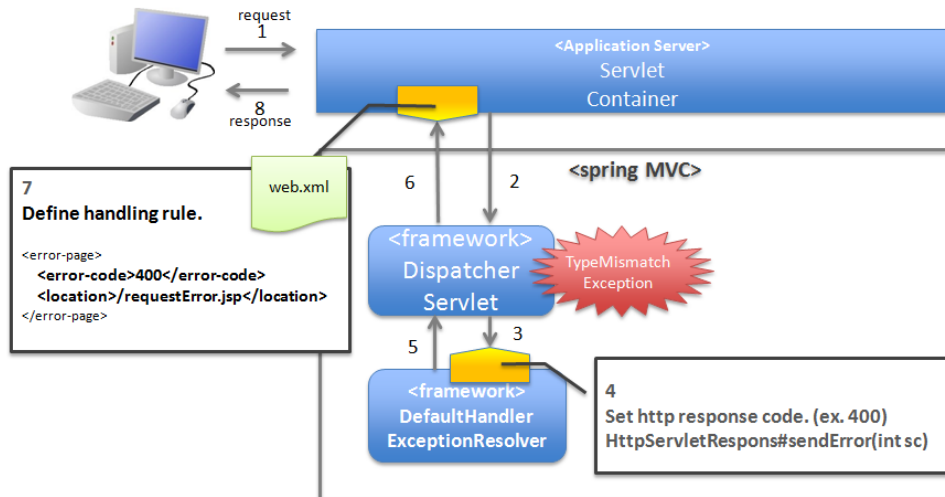 request
1
8
response
<Application Server>
Servlet
Container
<spring MVC>
7
web.xml
Define handling rule.
<error-page>
<error-code>400</error-code>
<location>/requestError.jsp</location>
</error-page>
6
2
<framework>
Dispatcher
Servlet
TypeMismatch
Exception
5
3
<framework>
DefaultHandler
ExceptionResolver
4
Set http response code. (ex. 400)
HttpServletRespons#sendError(int sc)